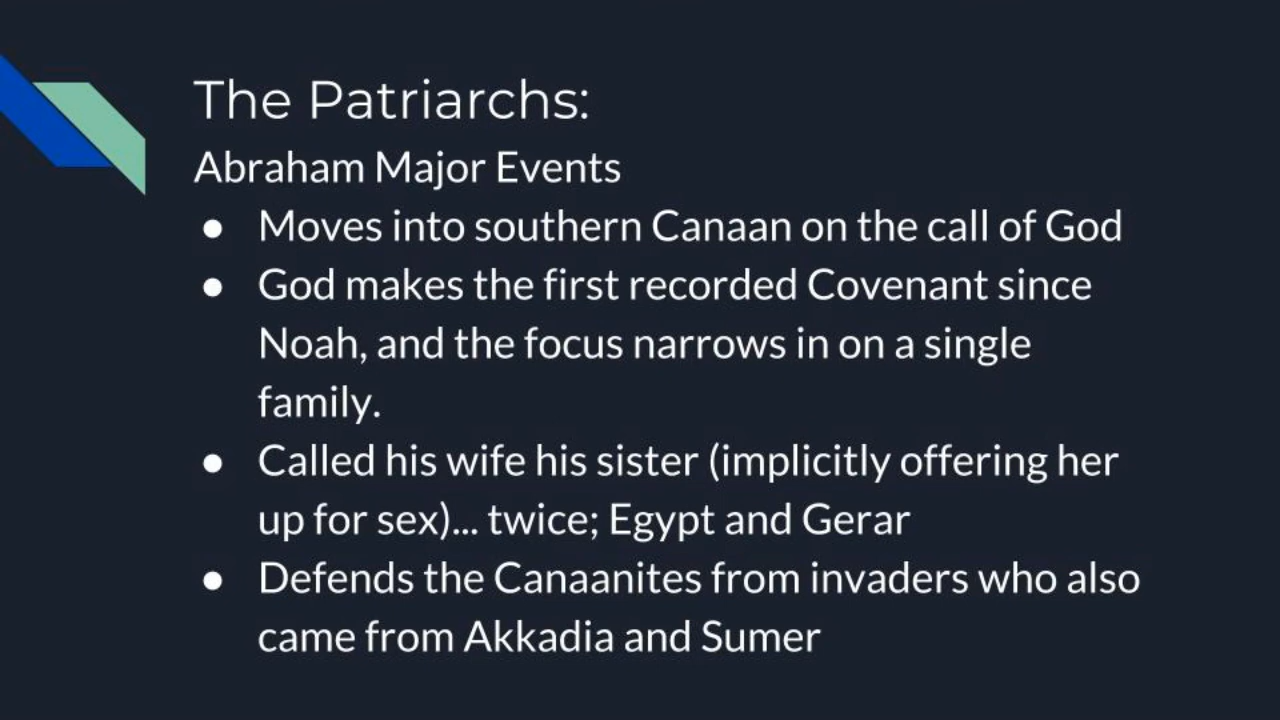 The Patriarchs:
Abraham Major Events
● Moves into southern Canaan on the call of God
● God makes the first recorded Covenant since
Noah, and the focus narrows in on a single
family.
● Called his wife his sister (implicitly offering her
up for sex)... twice; Egypt and Gerar
● Defends the Canaanites from invaders who also
came from Akkadia and Sumer